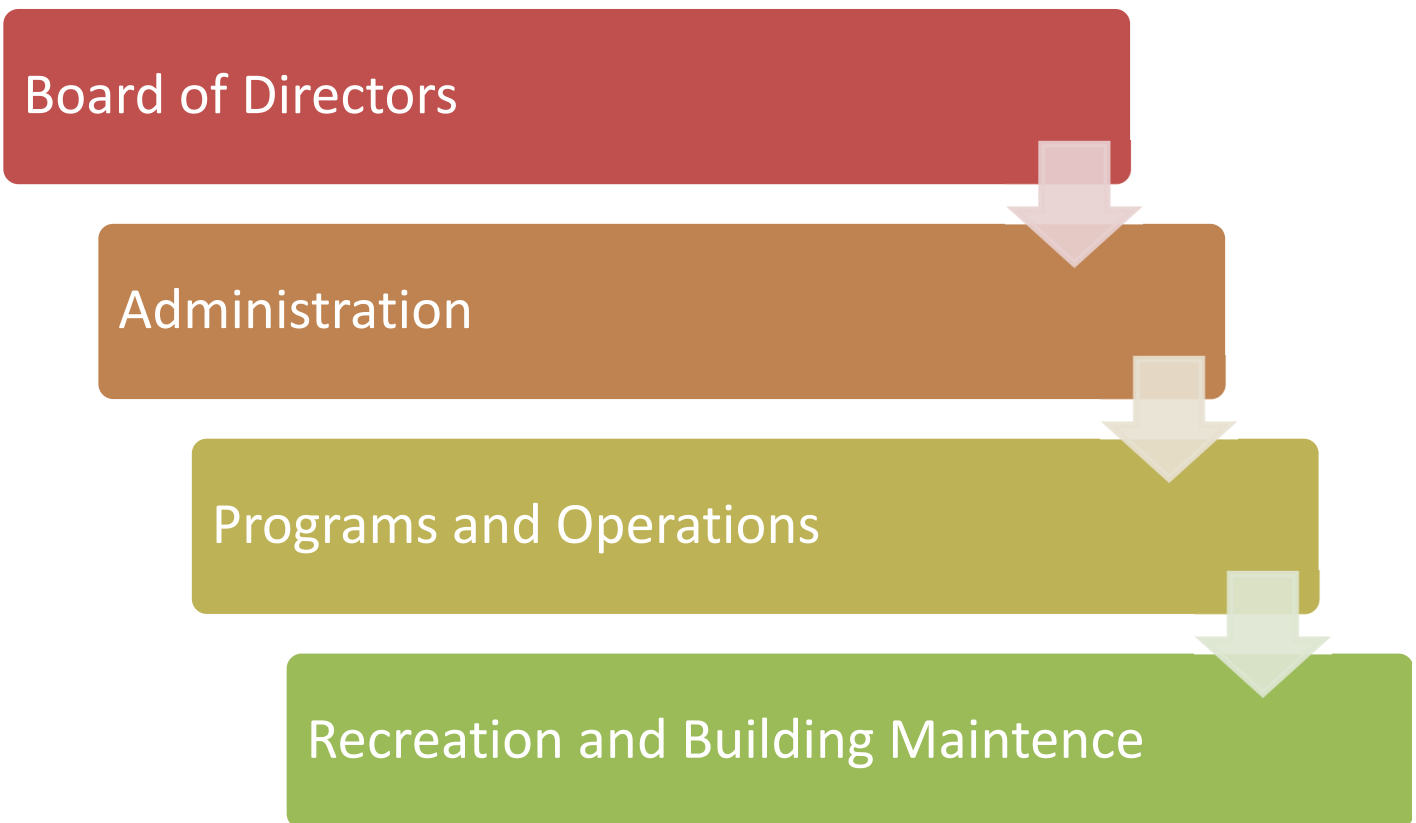 Board of Directors
Administration
Programs and Operations
Recreation and Building Maintence